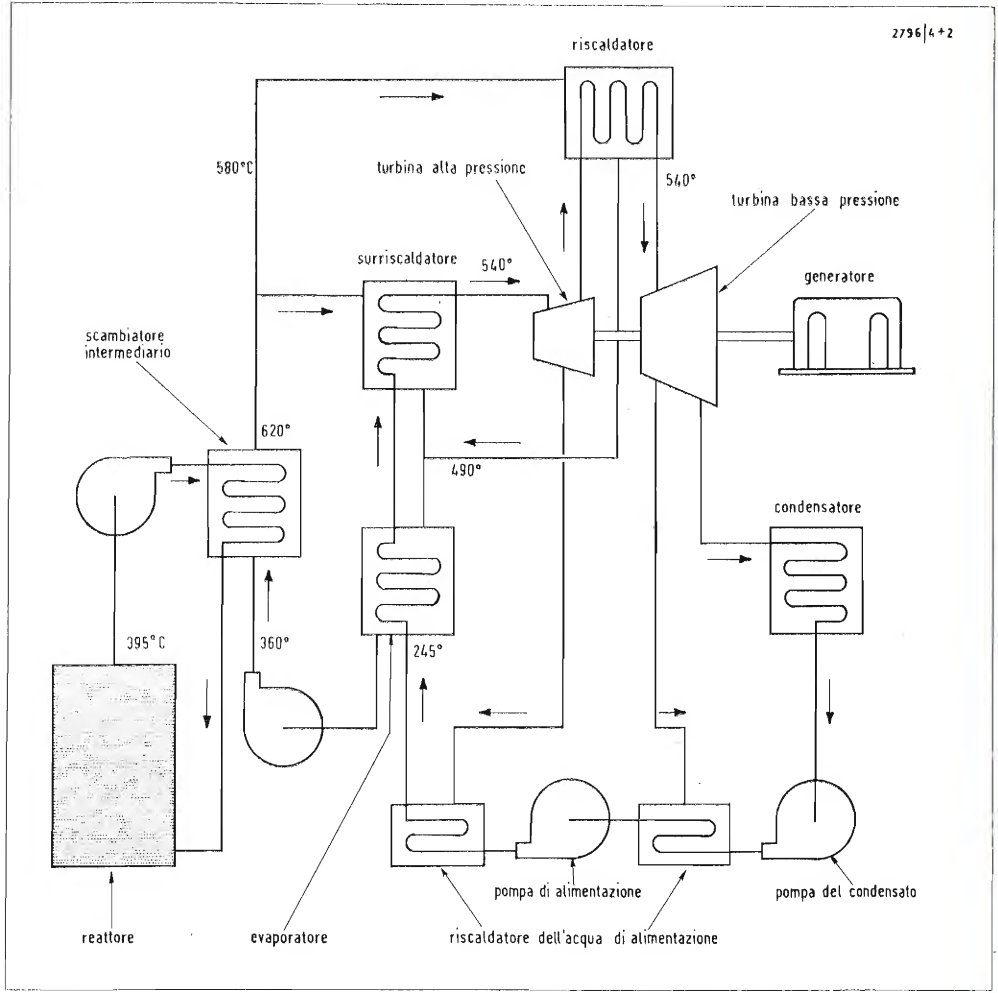 2796|4+2
riscaldatore
580°C
turbina alta pressione
540°
turbina bassa pressione
surriscaldatore
540°
generatore
scambiatore
intermediario
620°
490°
condensatore
395°C
360°
245°
pompa di alimentazione
pompa del condensato
reattore
evaporatore
riscaldatore dell'acqua di alimentazione